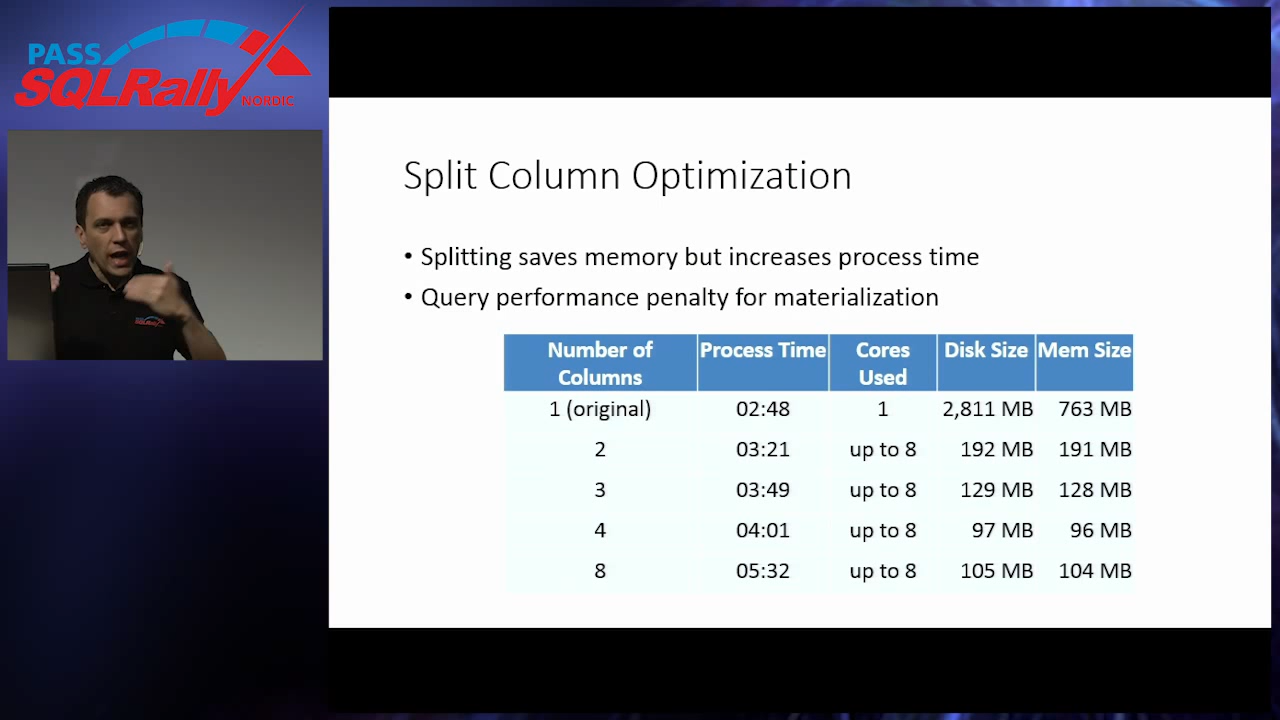 PASS
SQLRally
NORDIC
Split Column Optimization
• Splitting saves memory but increases process time
• Query performance penalty for materialization
Number of Columns Process Time Cores Used Disk Size Mem Size
1 (original) 02:48 1 2,811 MB 763 MB
2 03:21 up to 8 192 MB 191 MB
3 03:49 up to 8 129 MB 128 MB
4 04:01 up to 8 97 MB 96 MB
8 05:32 up to 8 105 MB 104 MB